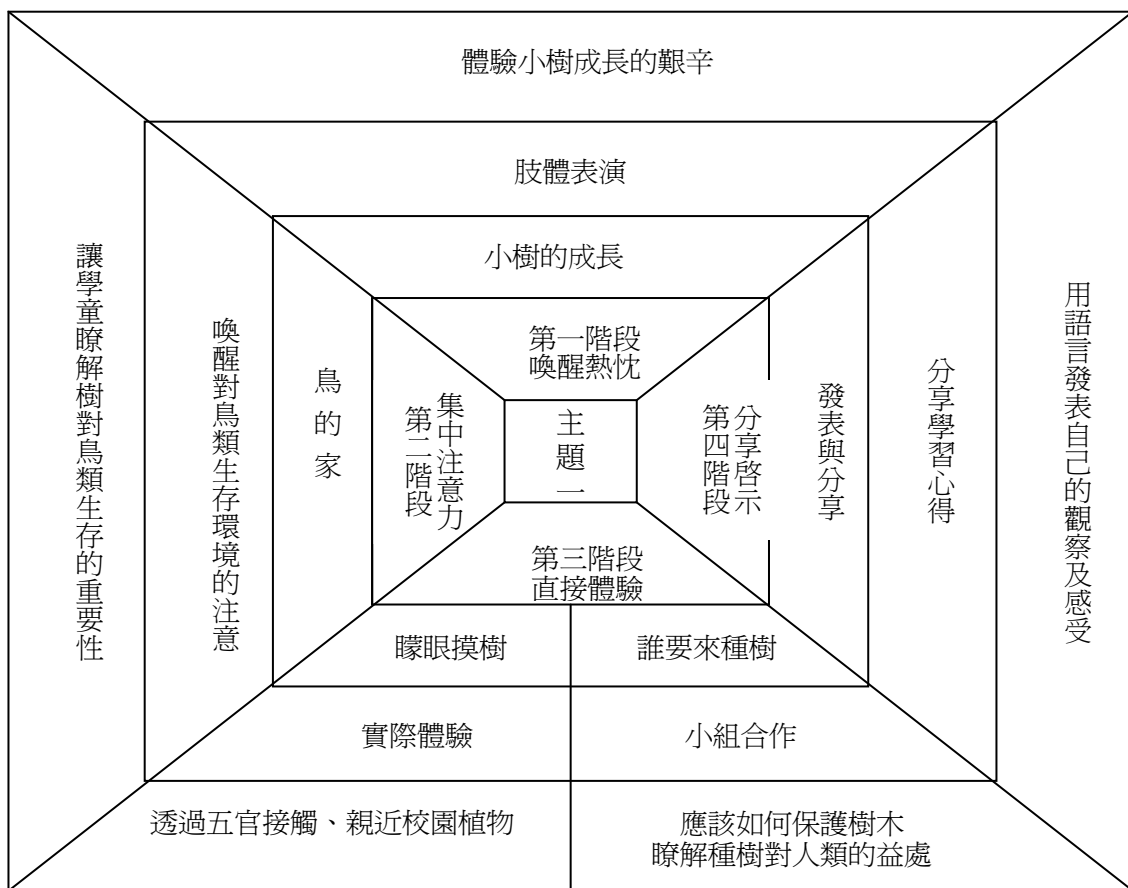 體驗小樹成長的艱辛
肢體表演
小樹的成長
第一階段
喚醒熱忱
主題一
讓學童瞭解樹對鳥類生存的重要性
喚醒對鳥類生存環境的注意
鳥的家
集中注意力
第二階段
分享啓示
第四階段
發表與分享
分享學習心得
用語言發表自己的觀察及感受
第三階段
直接體驗
矇眼摸樹
誰要來種樹
實際體驗
小組合作
透過五官接觸、親近校園植物
應該如何保護樹木
瞭解種樹對人類的益處